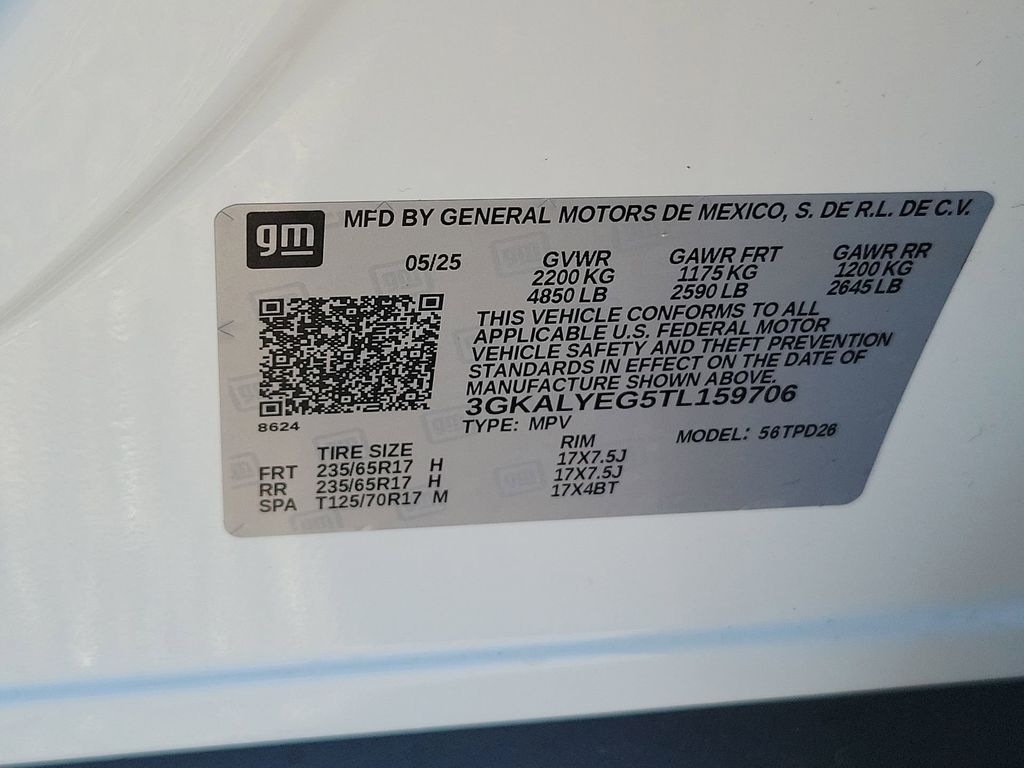 gm
MFD BY GENERAL MOTORS DE MEXICO, S. DE R.L. DE C.V.
05/25
GVWR
2200 KG
4850 LB
GAWR FRT
1175 KG
2590 LB
GAWR RR
1200 KG
2645 LB
THIS VEHICLE CONFORMS TO ALL
APPLICABLE U.S. FEDERAL MOTOR
VEHICLE SAFETY AND THEFT PREVENTION
STANDARDS IN EFFECT ON THE DATE OF
MANUFACTURE SHOWN ABOVE.
3GKALYEG5TL159706
8624
TYPE: MPV
MODEL: 56TPD26
TIRE SIZE RIM
FRT 235/65R17 H 17X7.5J
RR 235/65R17 H 17X7.5J
SPA T125/70R17 M 17X4BT